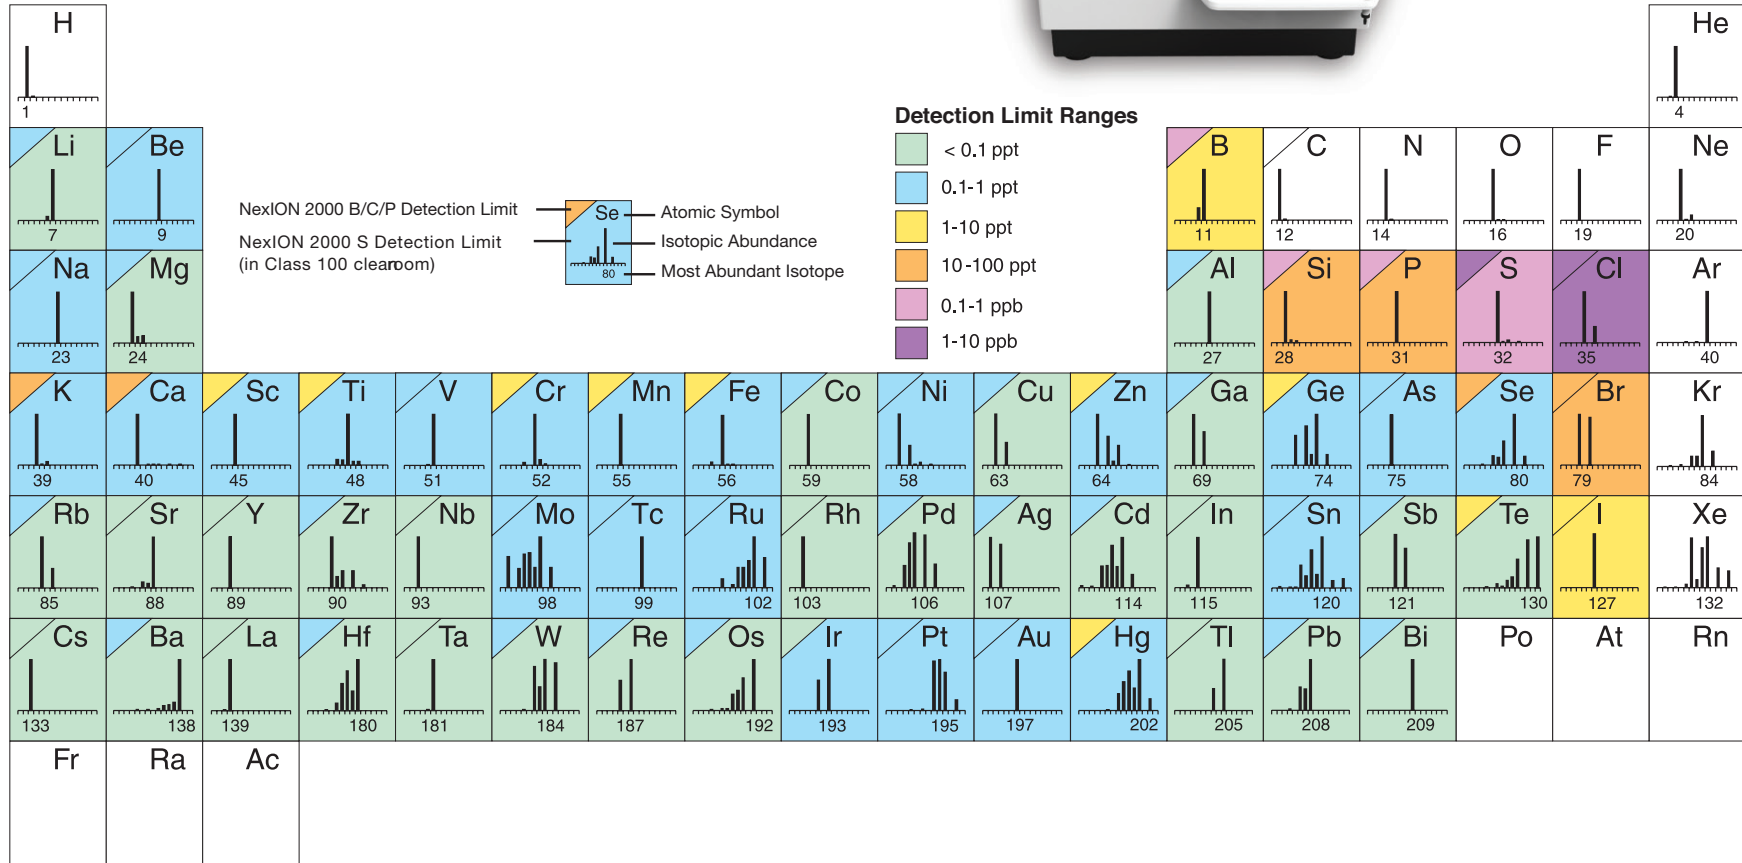 H
He
1
4
Detection Limit Ranges
< 0.1 ppt
0.1-1 ppt
1-10 ppt
10-100 ppt
0.1-1 ppb
1-10 ppb
Li Be B C N O F Ne
7 9 11 12 14 16 19 20
NexION 2000 B/C/P Detection Limit
NexION 2000 S Detection Limit
(in Class 100 cleanroom)
Se
80
Atomic Symbol
Isotopic Abundance
Most Abundant Isotope
Na Mg Al Si P S Cl Ar
23 24 27 28 31 32 35 40
K Ca Sc Ti V Cr Mn Fe Co Ni Cu Zn Ga Ge As Se Br Kr
39 40 45 48 51 52 55 56 59 58 63 64 69 74 75 80 79 84
Rb Sr Y Zr Nb Mo Tc Ru Rh Pd Ag Cd In Sn Sb Te I Xe
85 88 89 90 93 98 99 102 103 106 107 114 115 120 121 130 127 132
Cs Ba La Hf Ta W Re Os Ir Pt Au Hg Tl Pb Bi Po At Rn
133 138 139 180 181 184 187 192 193 195 197 202 205 208 209
Fr Ra Ac